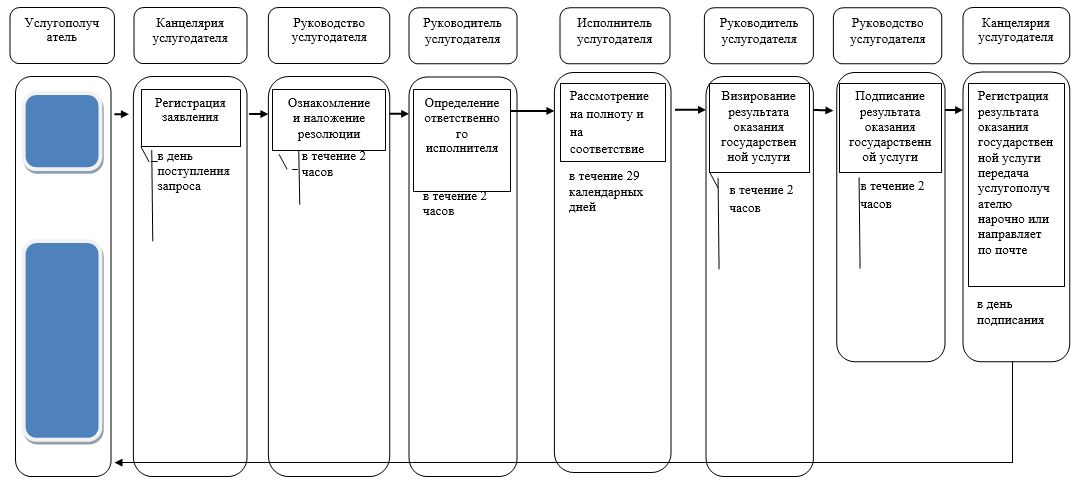 Услугополуч
атель
Канцелярия
услугодателя
Руководство
услугодателя
Руководитель
услугодателя
Исполнитель
услугодателя
Руководитель
услугодателя
Руководство
услугодателя
Канцелярия
услугодателя
Регистрация
заявления
в день
поступления
запроса
Ознакомление
и наложение
резолюции
в течение 2
часов
Определение
ответственно
го
исполнителя
в течение 2
часов
Рассмотрение
на полноту и
на
соответствие
в течение 29
календарных
дней
Визирование
результата
оказания
государствен
ной услуги
в течение 2
часов
Подписание
результата
оказания
государственн
ой услуги
в течение 2
часов
Регистрация
результата
оказания
государствен
ной услуги
передача
услугополуч
ателю
нарочно или
направляет
по почте
в день
подписания